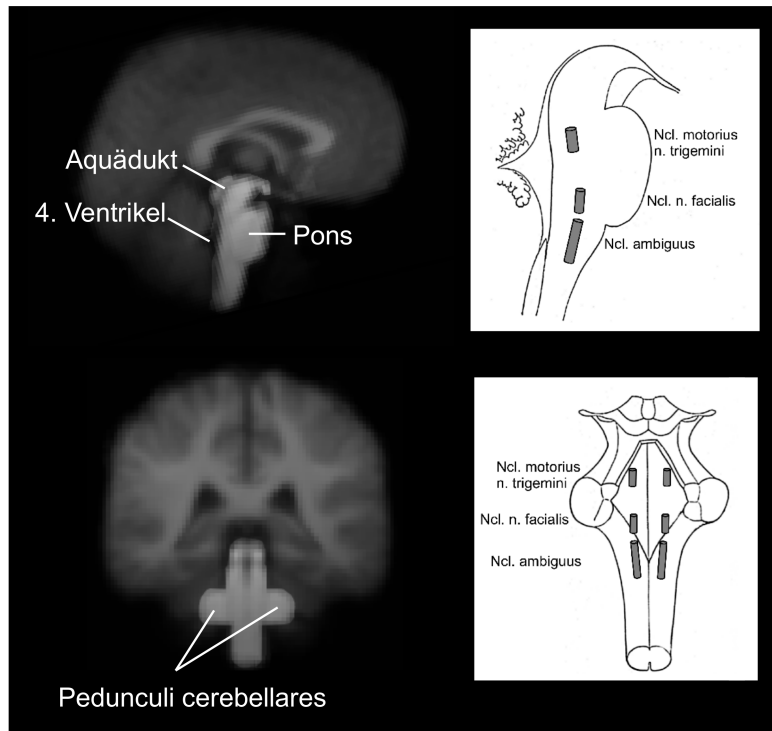 Aquädukt
4. Ventrikel
Pons
Ncl. motorius
n. trigemini
Ncl. n. facialis
Ncl. ambiguus
Ncl. motorius
n. trigemini
Ncl. n. facialis
Ncl. ambiguus
Pedunculi cerebellares